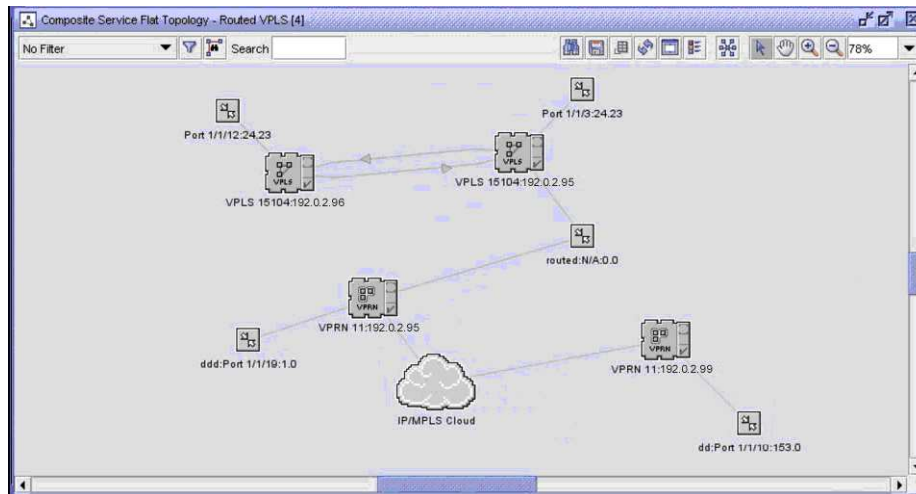 Composite Service Flat Topology - Routed VPLS [4]
No Filter
Search
78%
Port 1/1/3:24.23
Port 1/1/12:24.23
VPLS
VPLS 15104:192.0.2.95
VPLS
VPLS 15104:192.0.2.96
routed:N/A:0.0
VPRN
VPRN 11:192.0.2.95
ddd:Port 1/1/19:1.0
VPRN
VPRN 11:192.0.2.99
IP/MPLS Cloud
dd:Port 1/1/10:153.0